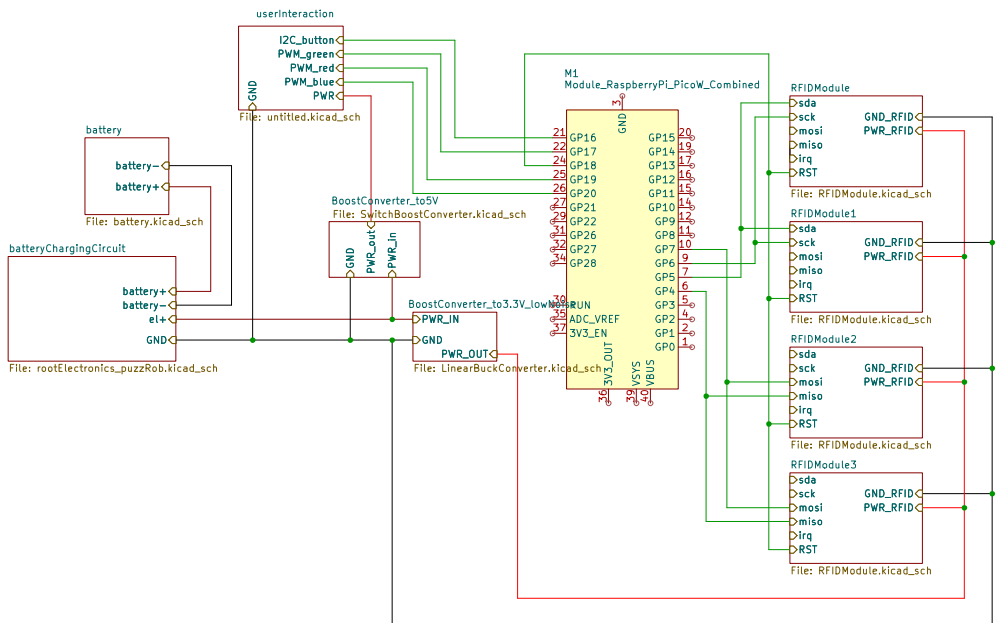 userInteraction
I2C_button
PWM_green
PWM_red
PWM_blue
PWR
GND
File: untitled.kicad_sch
battery
battery-
battery+
File: battery.kicad_sch
batteryChargingCircuit
battery+
battery-
el+
GND
File: rootElectronics_puzzRob.kicad_sch
BoostConverter_to5V
File: SwitchBoostConverter.kicad_sch
GND
PWR_out
PWR_in
BoostConverter_to3.3V_lowNoise
PWR_IN
GND
PWR_OUT
File: LinearBuckConverter.kicad_sch
M1
Module_RaspberryPi_PicoW_Combined
3
GND
21 GP16
22 GP17
24 GP18
25 GP19
26 GP20
27 GP21
29 GP22
31 GP26
32 GP27
34 GP28
30 RUN
35 ADC_VREF
37 3V3_EN
GP15 20
GP14 19
GP13 17
GP12 16
GP11 15
GP10 14
GP9 12
GP8 11
GP7 10
GP6 9
GP5 7
GP4 6
GP3 5
GP2 4
GP1 2
GP0 1
3V3_OUT
VSYS
VBUS
36
39
40
RFIDModule
sda
sck
mosi
miso
irq
RST
GND_RFID
PWR_RFID
File: RFIDModule.kicad_sch
RFIDModule1
sda
sck
mosi
miso
irq
RST
GND_RFID
PWR_RFID
File: RFIDModule.kicad_sch
RFIDModule2
sda
sck
mosi
miso
irq
RST
GND_RFID
PWR_RFID
File: RFIDModule.kicad_sch
RFIDModule3
sda
sck
mosi
miso
irq
RST
GND_RFID
PWR_RFID
File: RFIDModule.kicad_sch